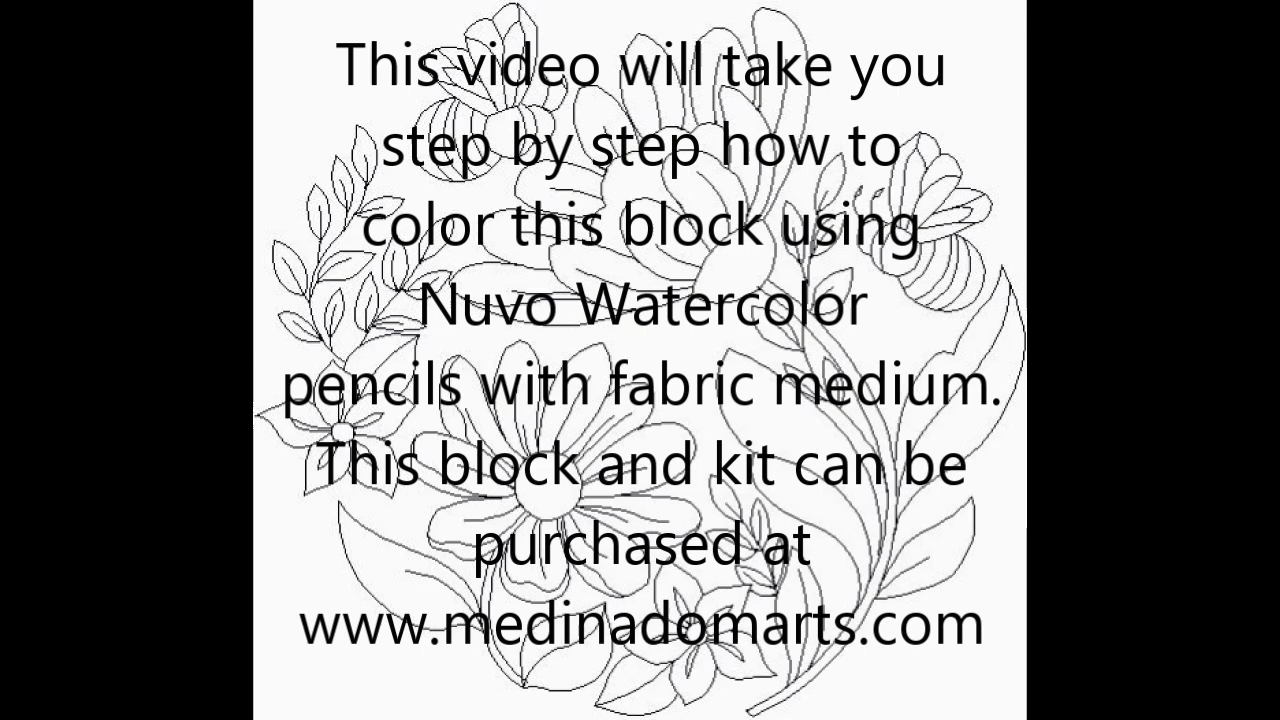 This video will take you
step by step how to
color this block using
Nuvo Watercolor
pencils with fabric medium.
This block and kit can be
purchased at
www.medinadomarts.com